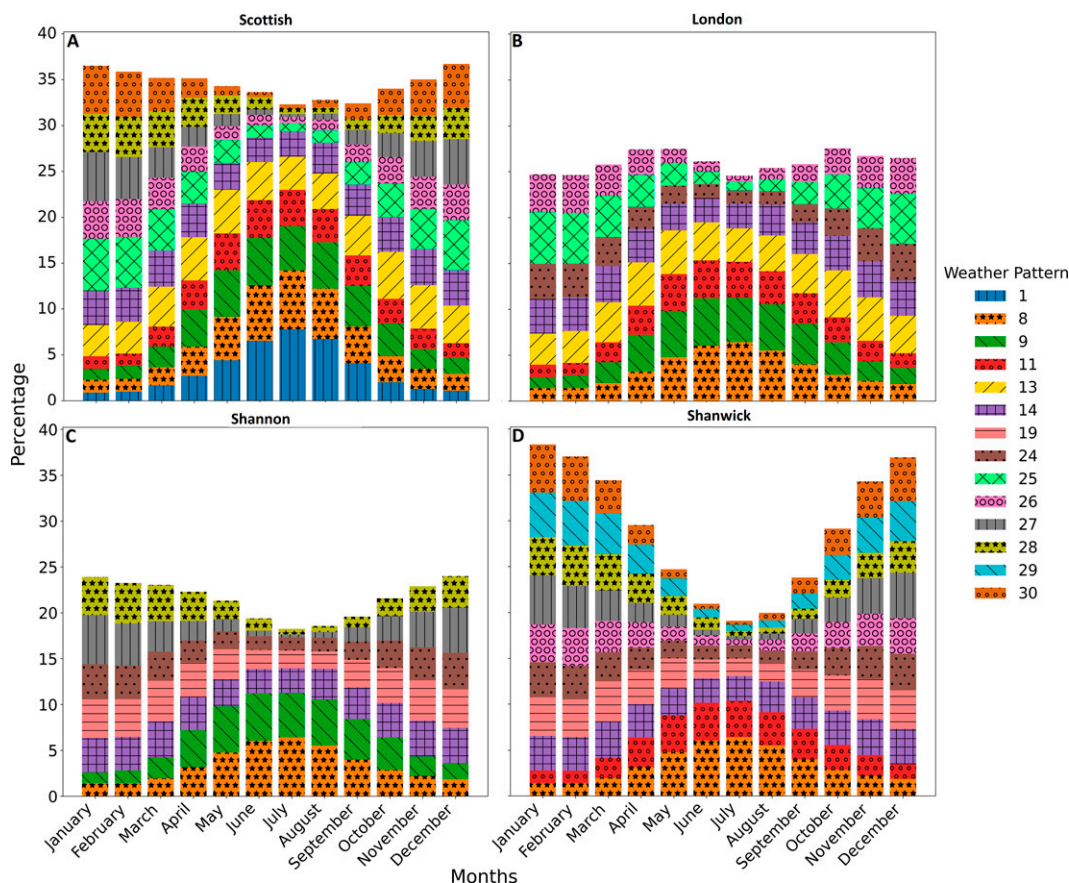 Scottish
London
A
B
40
35
30
25
20
15
10
5
0
Shannon
Shanwick
C
D
40
35
30
25
20
15
10
5
0
Percentage
January
February
March
April
May
June
July
August
September
October
November
December
January
February
March
April
May
June
July
August
September
October
November
December
Months
Weather Pattern
1
8
9
11
13
14
19
24
25
26
27
28
29
30